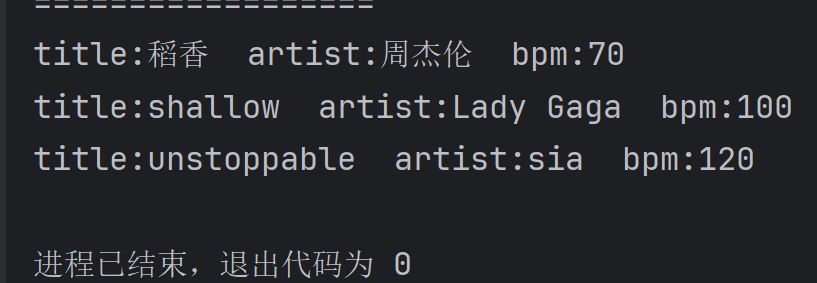 ==================
title:稻香  artist:周杰伦  bpm:70
title:shallow  artist:Lady Gaga  bpm:100
title:unstoppable  artist:sia  bpm:120
进程已结束，退出代码为 0